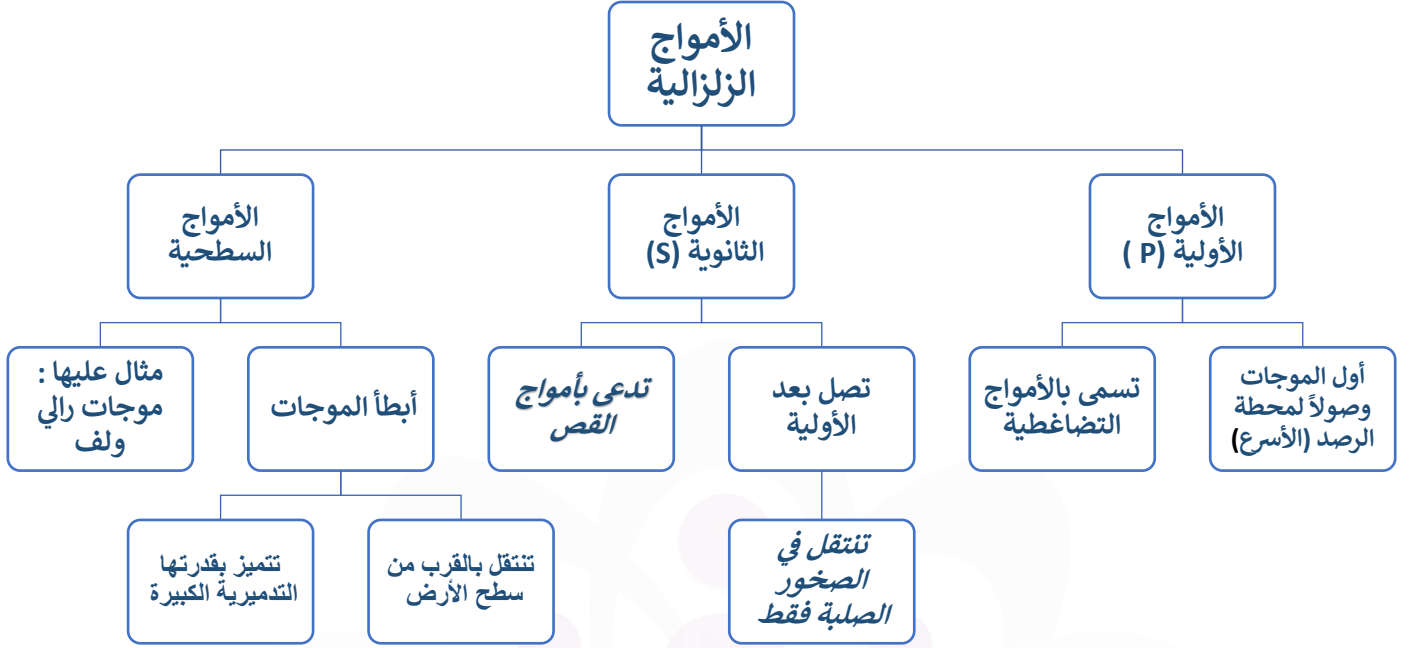 الأمواج
الزلزالية
الأمواج
الأولية (P )
الأمواج
الثانوية (S)
الأمواج
السطحية
أول الموجات
وصولاً لمحطة
الرصد (الأسرع)
تسمى بالأمواج
التضاغطية
تصل بعد
الأولية
تدعى بأمواج
القص
أبطأ الموجات
مثال عليها :
موجات رالي
ولف
تنتقل في
الصخور
الصلبة فقط
تنتقل بالقرب من
سطح الأرض
تتميز بقدرتها
التدميرية الكبيرة